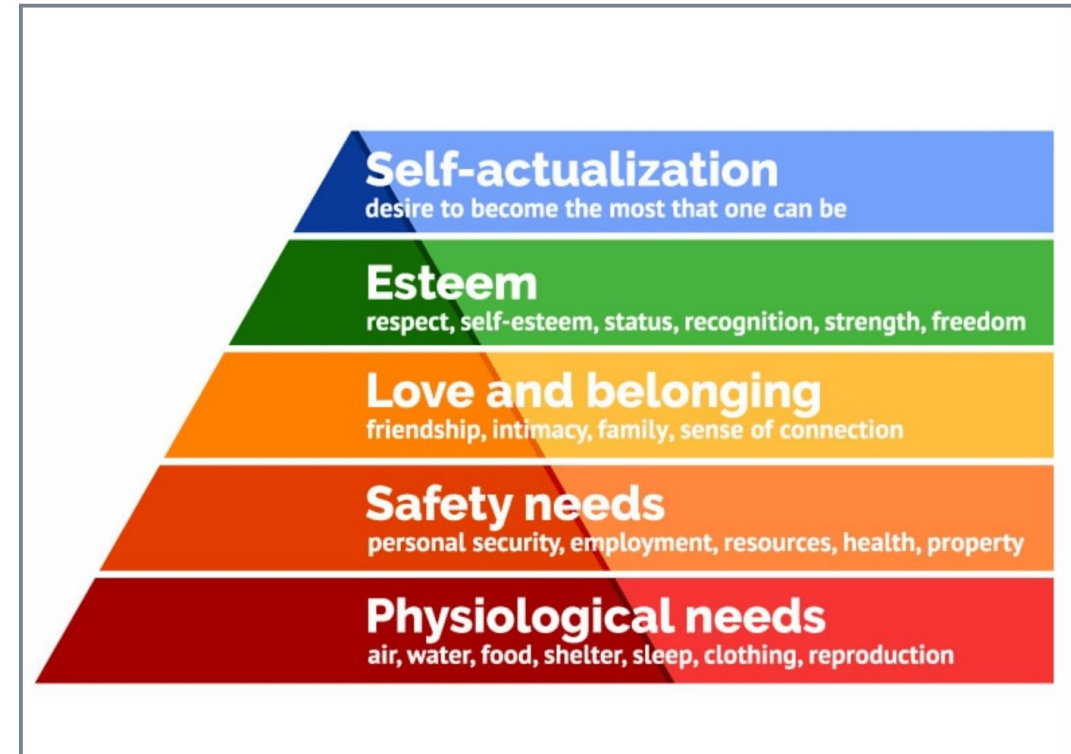 Self-actualization
desire to become the most that one can be
Esteem
respect, self-esteem, status, recognition, strength, freedom
Love and belonging
friendship, intimacy, family, sense of connection
Safety needs
personal security, employment, resources, health, property
Physiological needs
air, water, food, shelter, sleep, clothing, reproduction